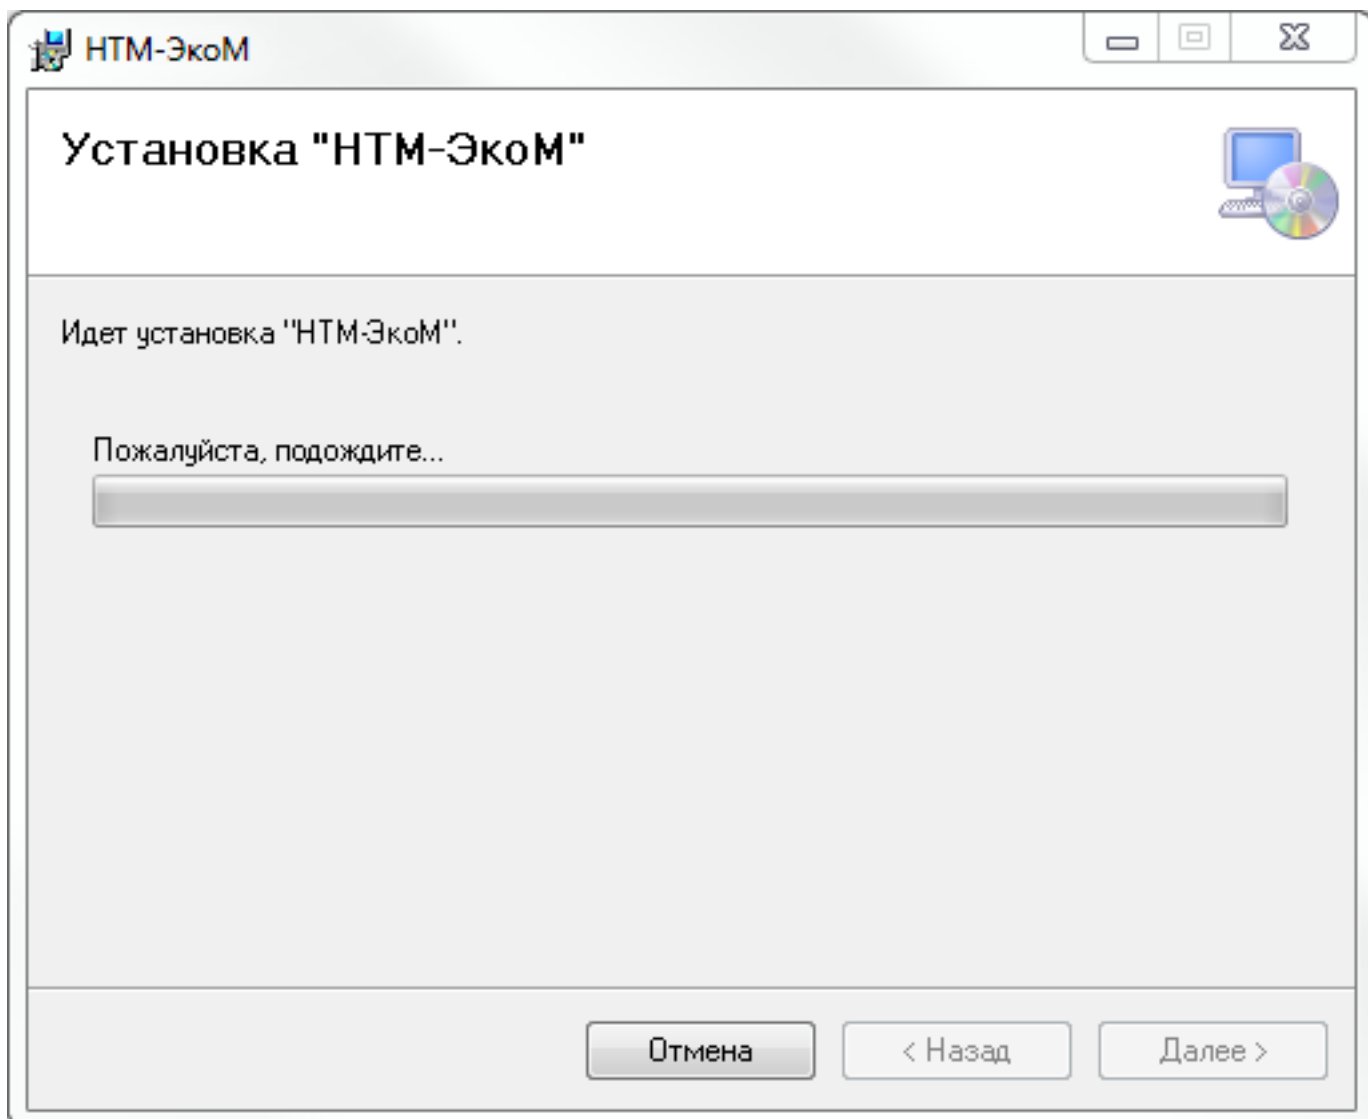 НТМ-ЭкоМ
Установка "НТМ-ЭкоМ"
Идет установка "НТМ-ЭкоМ".
Пожалуйста, подождите...
Отмена
< Назад
Далее >